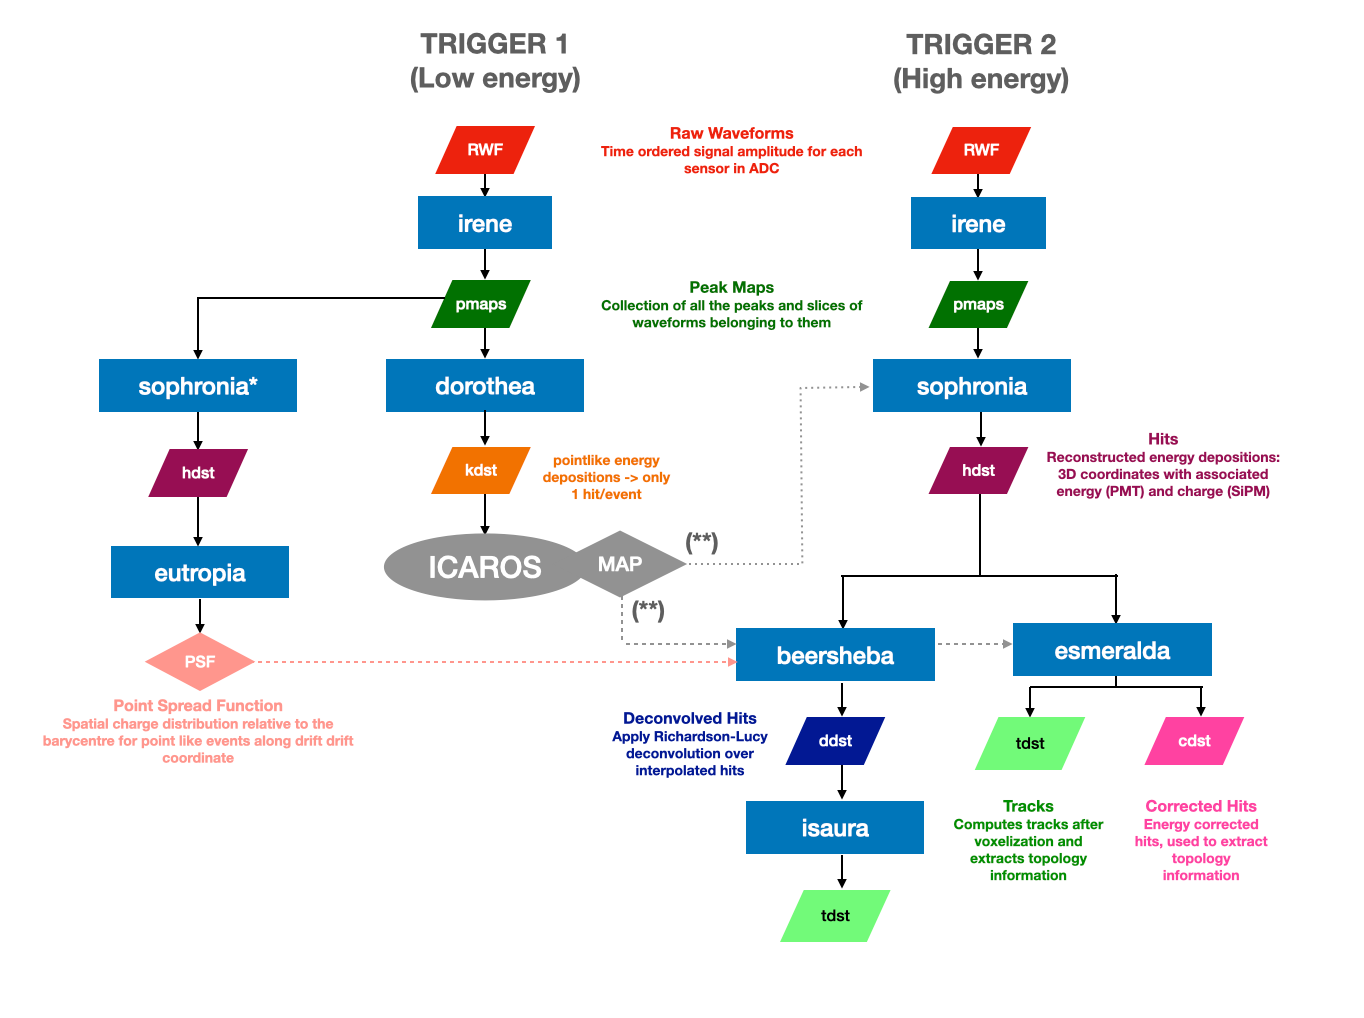 TRIGGER 1
(Low energy)
TRIGGER 2
(High energy)
RWF
Raw Waveforms
Time ordered signal amplitude for each
sensor in ADC
RWF
irene
irene
pmaps
Peak Maps
Collection of all the peaks and slices of
waveforms belonging to them
pmaps
sophronia*
dorothea
sophronia
hdst
kdst
pointlike energy
depositions -> only
1 hit/event
hdst
Hits
Reconstructed energy depositions:
3D coordinates with associated
energy (PMT) and charge (SiPM)
eutropia
ICAROS
MAP
(**)
(**)
PSF
beersheba
esmeralda
Point Spread Function
Spatial charge distribution relative to the
barycentre for point like events along drift drift
coordinate
Deconvolved Hits
Apply Richardson-Lucy
deconvolution over
interpolated hits
ddst
tdst
cdst
isaura
Tracks
Computes tracks after
voxelization and
extracts topology
information
Corrected Hits
Energy corrected
hits, used to extract
topology
information
tdst